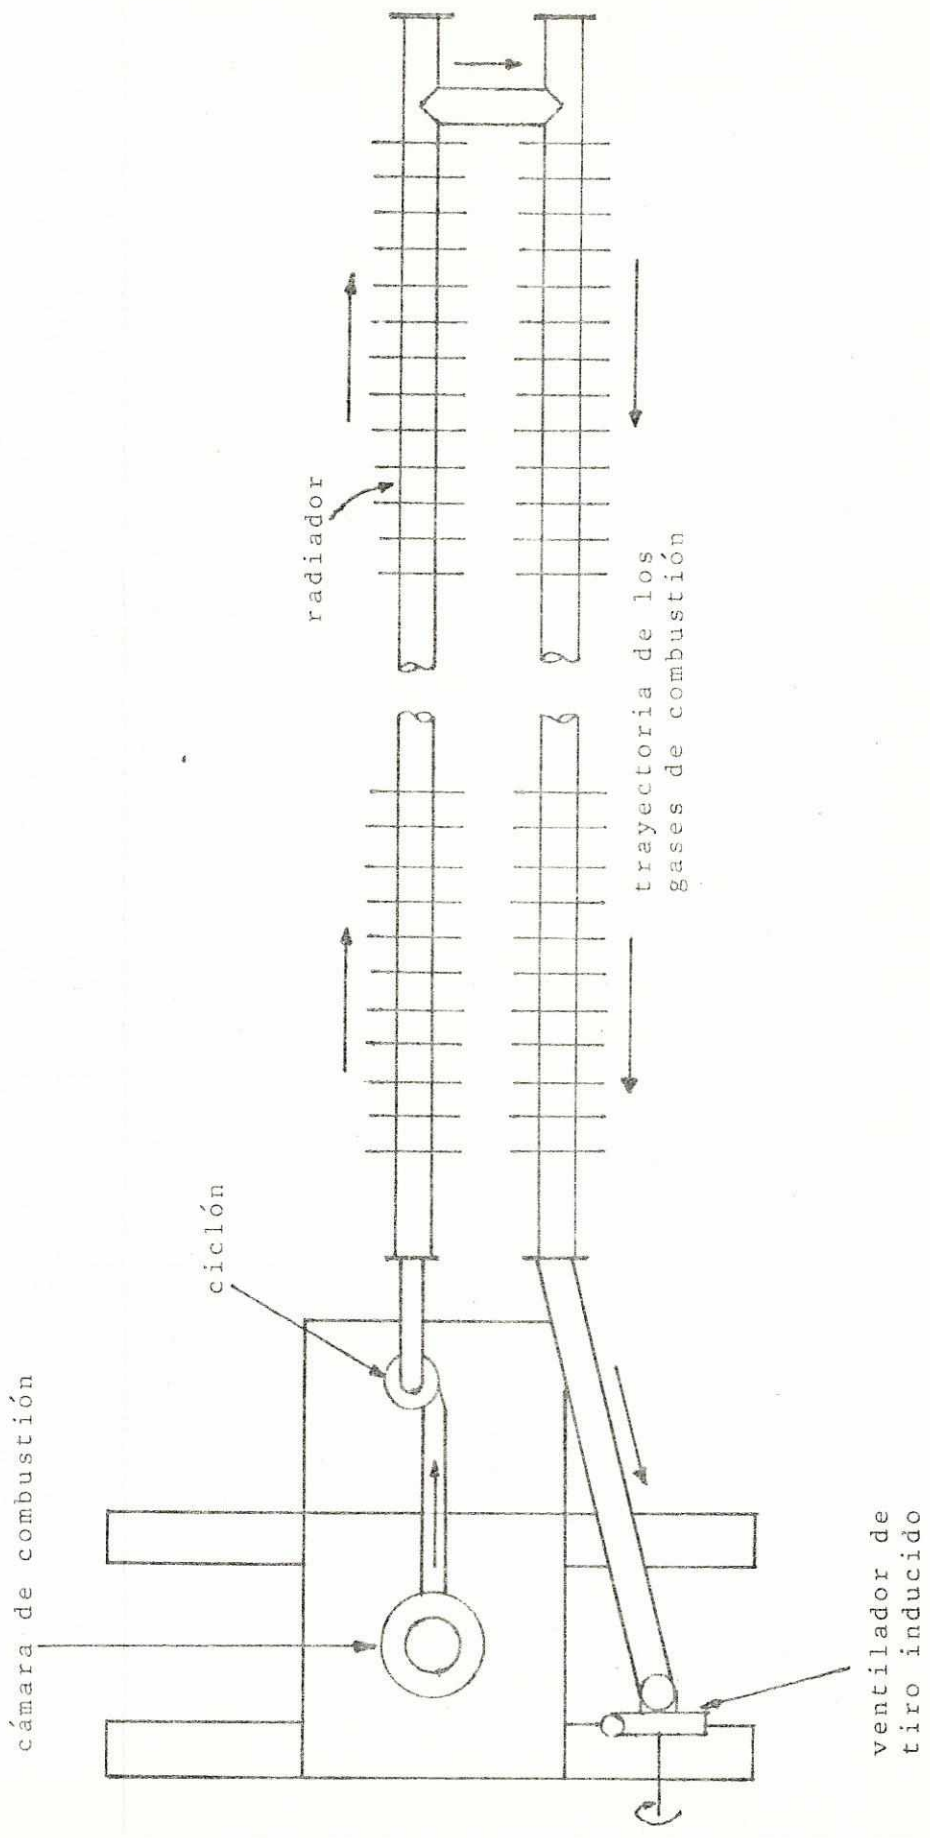 cámara de combustión
ciclón
radiador
trayectoria de los
gases de combustión
ventilador de
tiro inducido